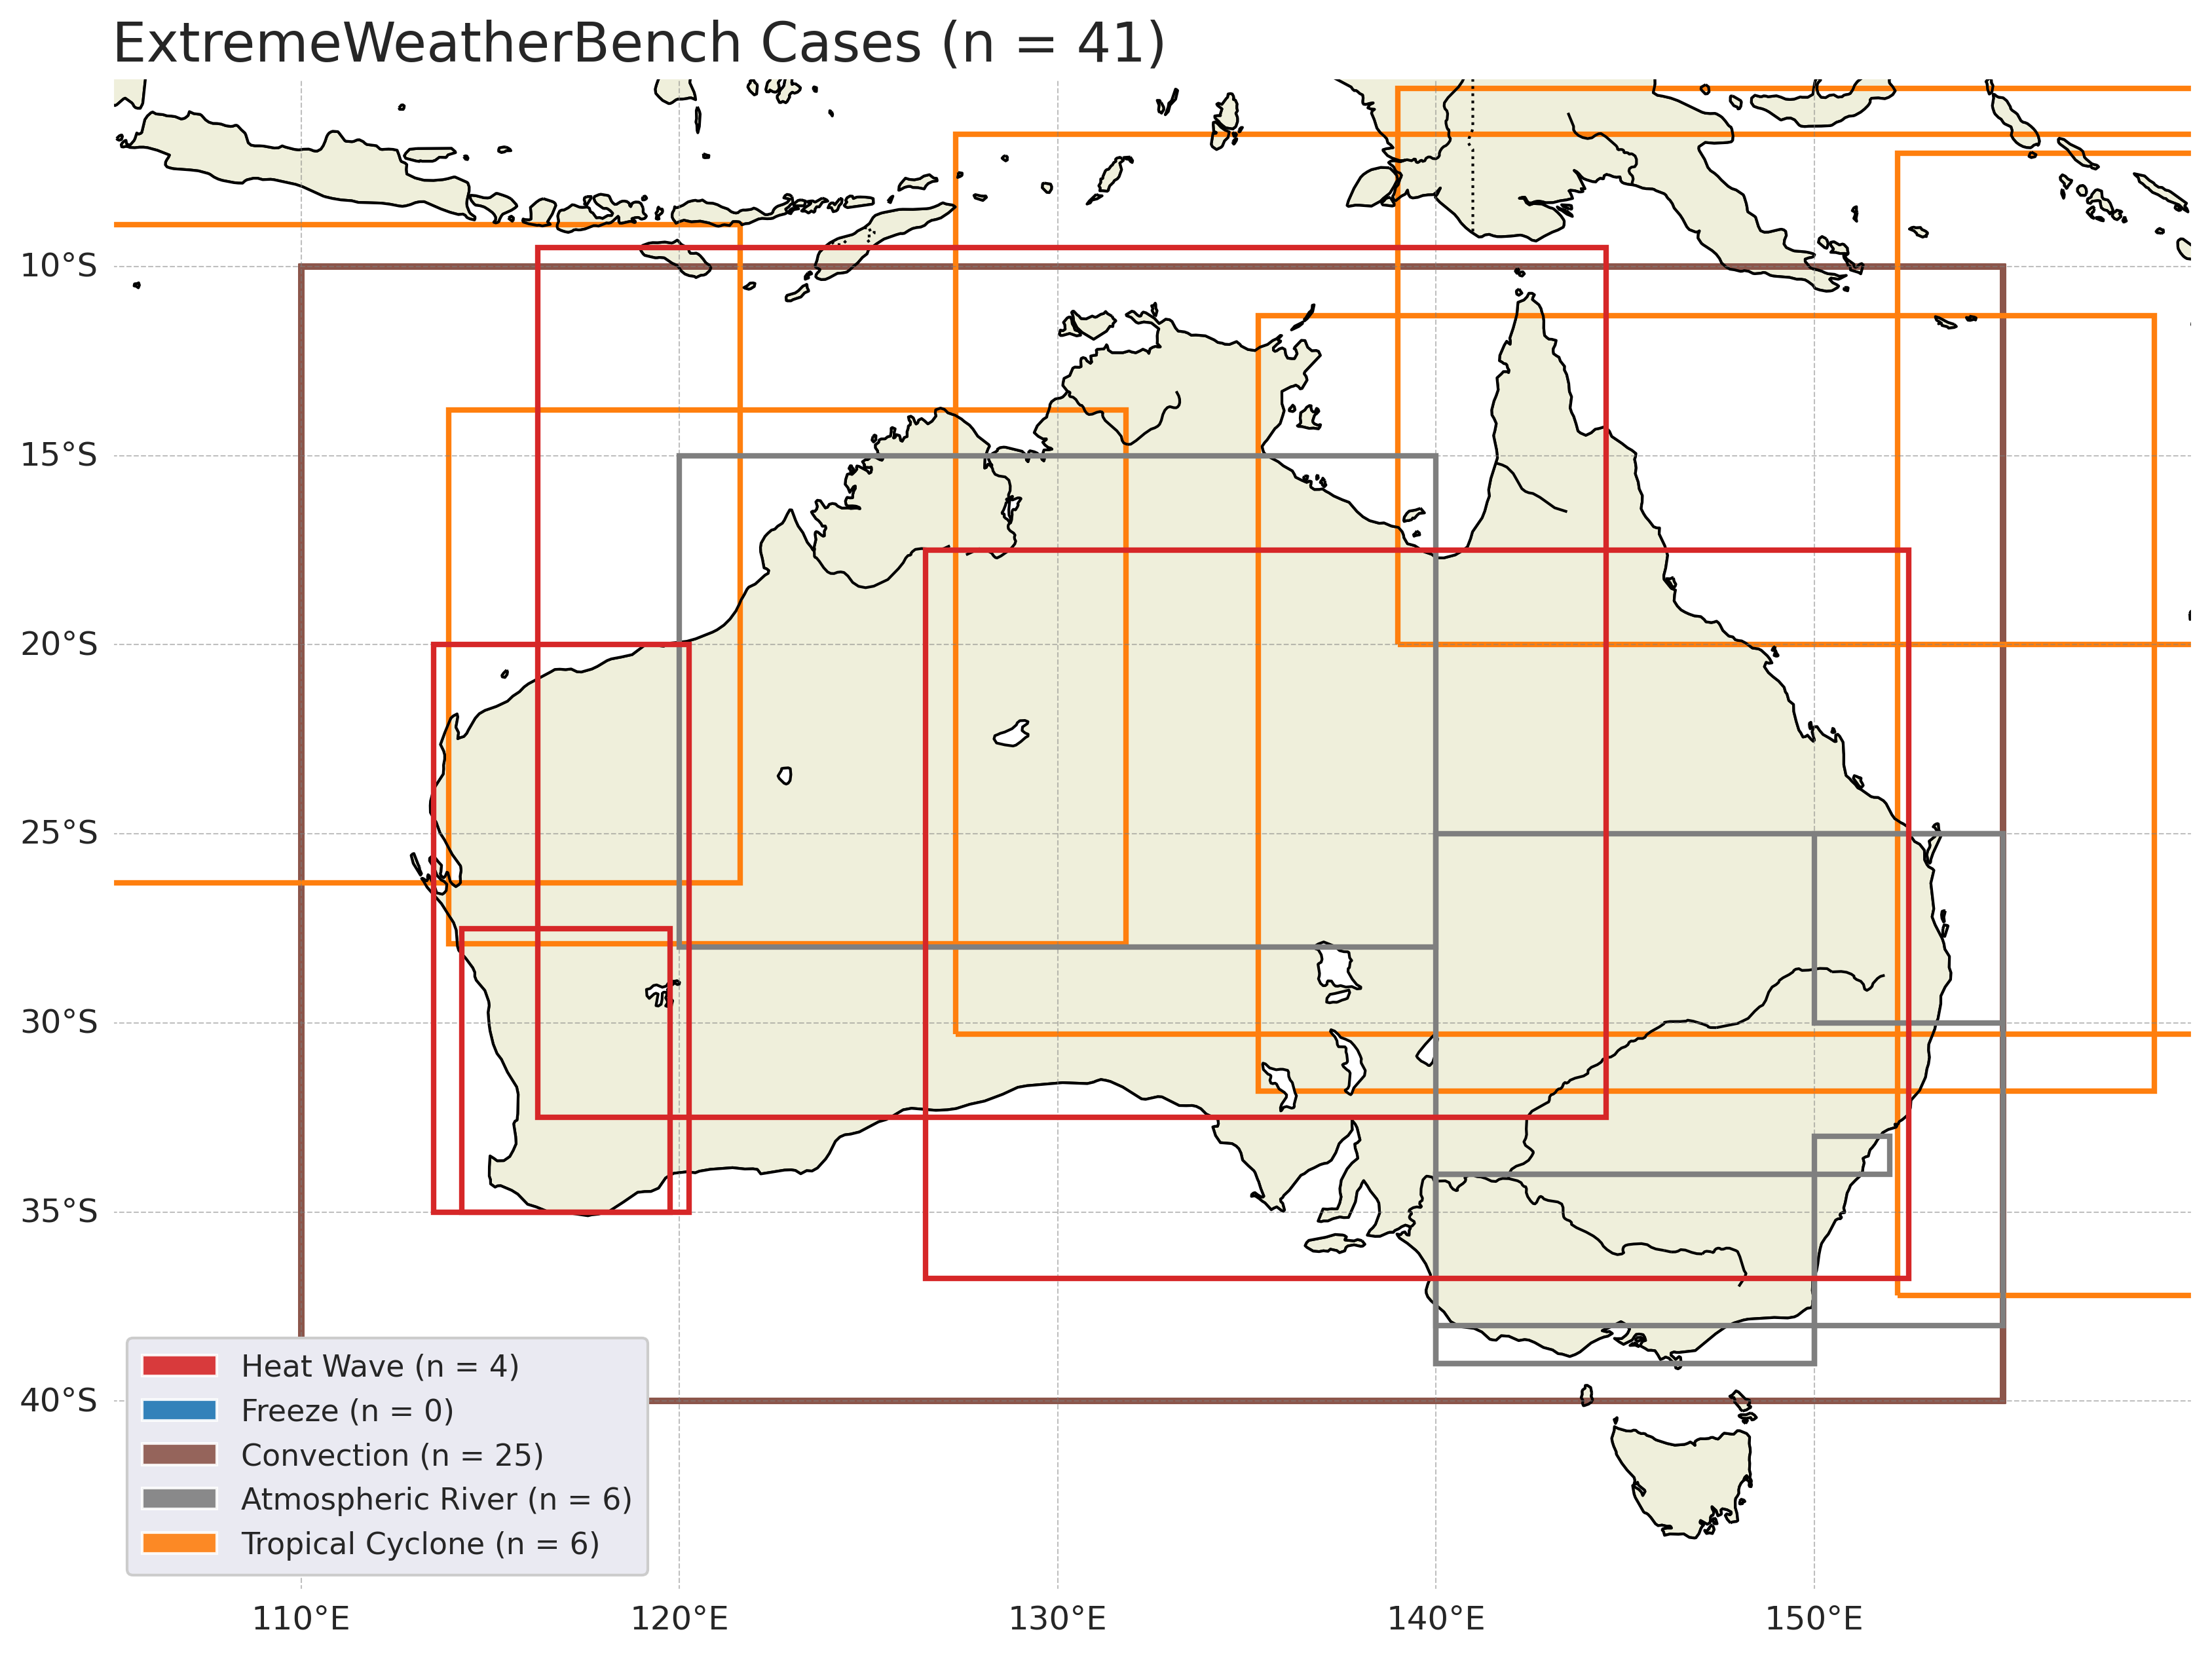 ExtremeWeatherBench Cases (n = 41)
10°S
15°S
20°S
25°S
30°S
35°S
40°S
Heat Wave (n = 4)
Freeze (n = 0)
Convection (n = 25)
Atmospheric River (n = 6)
Tropical Cyclone (n = 6)
110°E 120°E 130°E 140°E 150°E